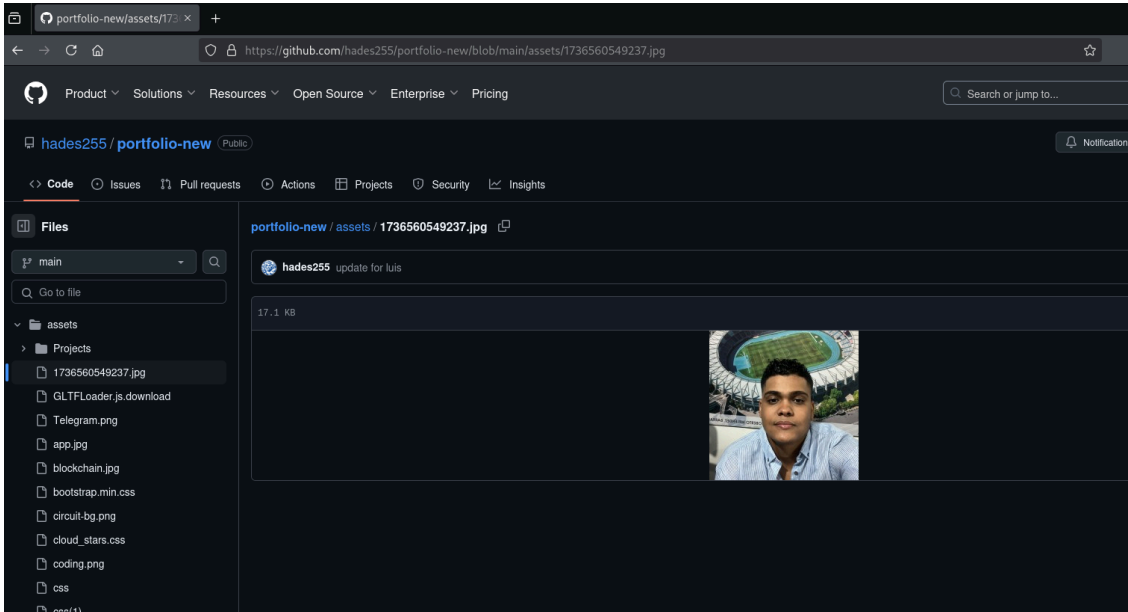 portfolio-new/assets/173
https://github.com/hades255/portfolio-new/blob/main/assets/1736560549237.jpg
Product Solutions Resources Open Source Enterprise Pricing
Search or jump to...
hades255 / portfolio-new Public
Notification
Code Issues Pull requests Actions Projects Security Insights
Files
portfolio-new / assets / 1736560549237.jpg
main
hades255 update for luis
Go to file
17.1 KB
assets
Projects
1736560549237.jpg
GLTFLoader.js.download
Telegram.png
app.jpg
blockchain.jpg
bootstrap.min.css
circuit-bg.png
cloud_stars.css
coding.png
css
css(1)